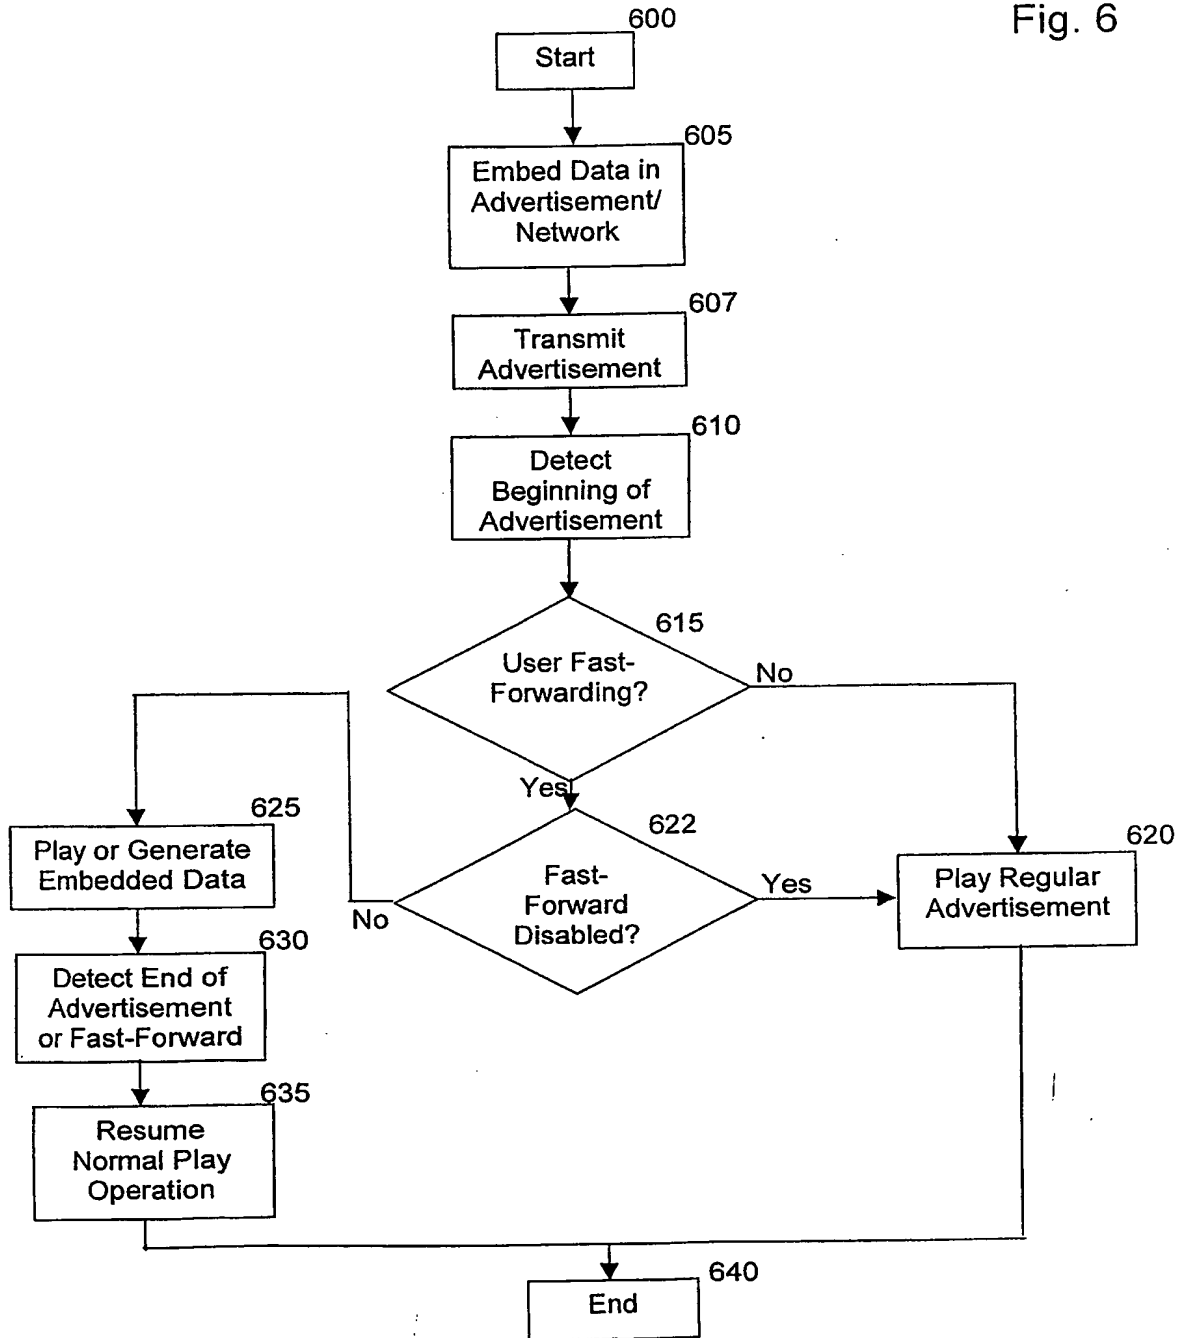 Fig. 6
600
Start
605
Embed Data in
Advertisement/
Network
607
Transmit
Advertisement
610
Detect
Beginning of
Advertisement
615
User Fast-
Forwarding?
No
Yes
622
Fast-
Forward
Disabled?
Yes
No
620
Play Regular
Advertisement
625
Play or Generate
Embedded Data
630
Detect End of
Advertisement
or Fast-Forward
635
Resume
Normal Play
Operation
640
End